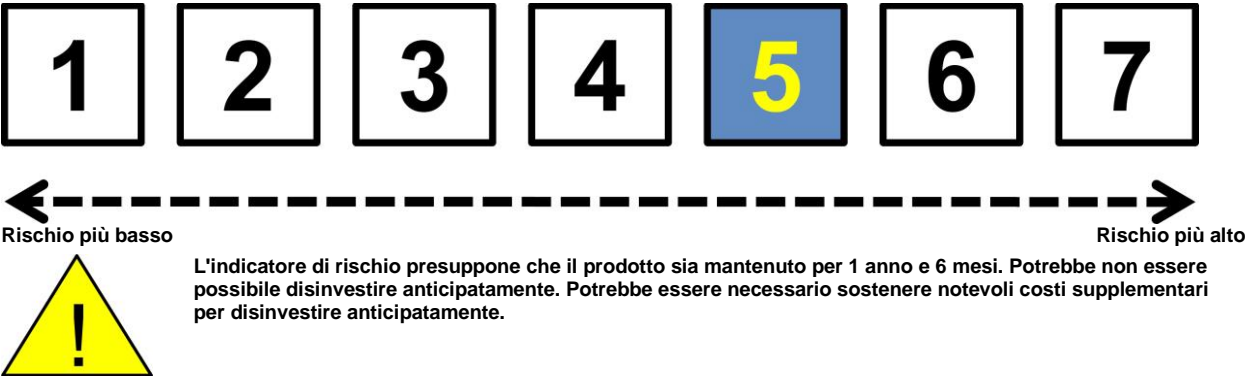 1 2 3 4 5 6 7
Rischio più basso Rischio più alto
L'indicatore di rischio presuppone che il prodotto sia mantenuto per 1 anno e 6 mesi. Potrebbe non essere
possibile disinvestire anticipatamente. Potrebbe essere necessario sostenere notevoli costi supplementari
per disinvestire anticipatamente.
!